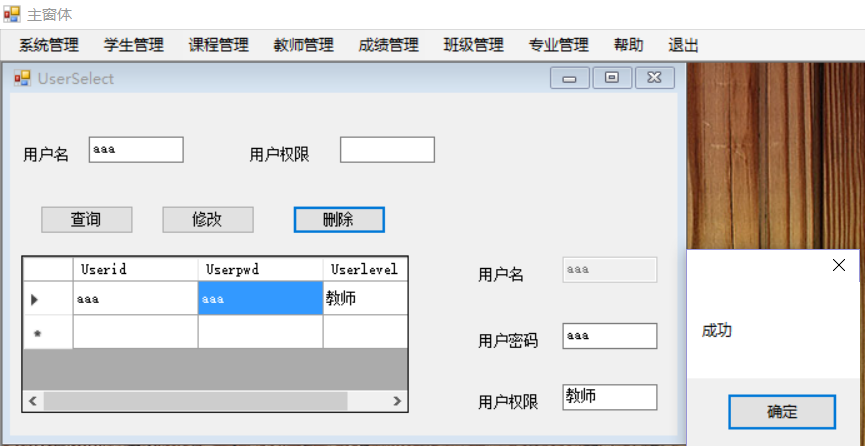 主窗体
系统管理 学生管理 课程管理 教师管理 成绩管理 班级管理 专业管理 帮助 退出
UserSelect
用户名 aaa 用户权限
查询 修改 删除
Userid Userpwd Userlevel
aaa aaa 教师
用户名 aaa
用户密码 aaa
用户权限 教师
成功
确定